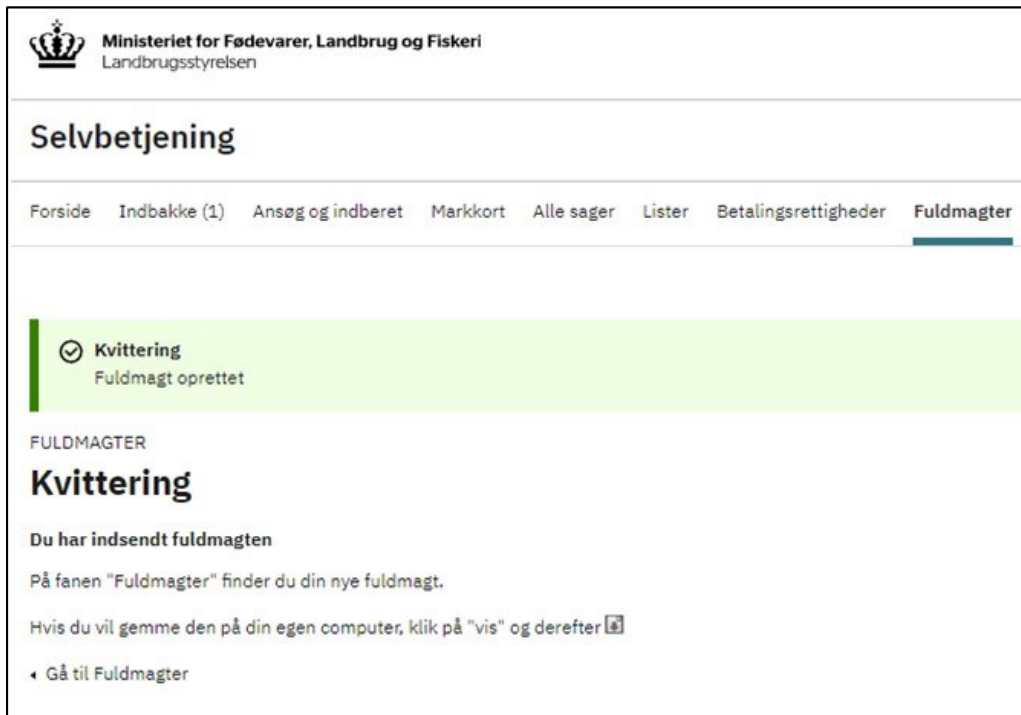 Ministeriet for Fødevarer, Landbrug og Fiskeri
Landbrugsstyrelsen
Selvbetjening
Forside Indbakke (1) Ansøg og indberet Markkort Alle sager Lister Betalingsrettigheder Fuldmagter
Kvittering
Fuldmagt oprettet
FULDMAGTER
Kvittering
Du har indsendt fuldmagten
På fanen "Fuldmagter" finder du din nye fuldmagt.
Hvis du vil gemme den på din egen computer, klik på "vis" og derefter
Gå til Fuldmagter